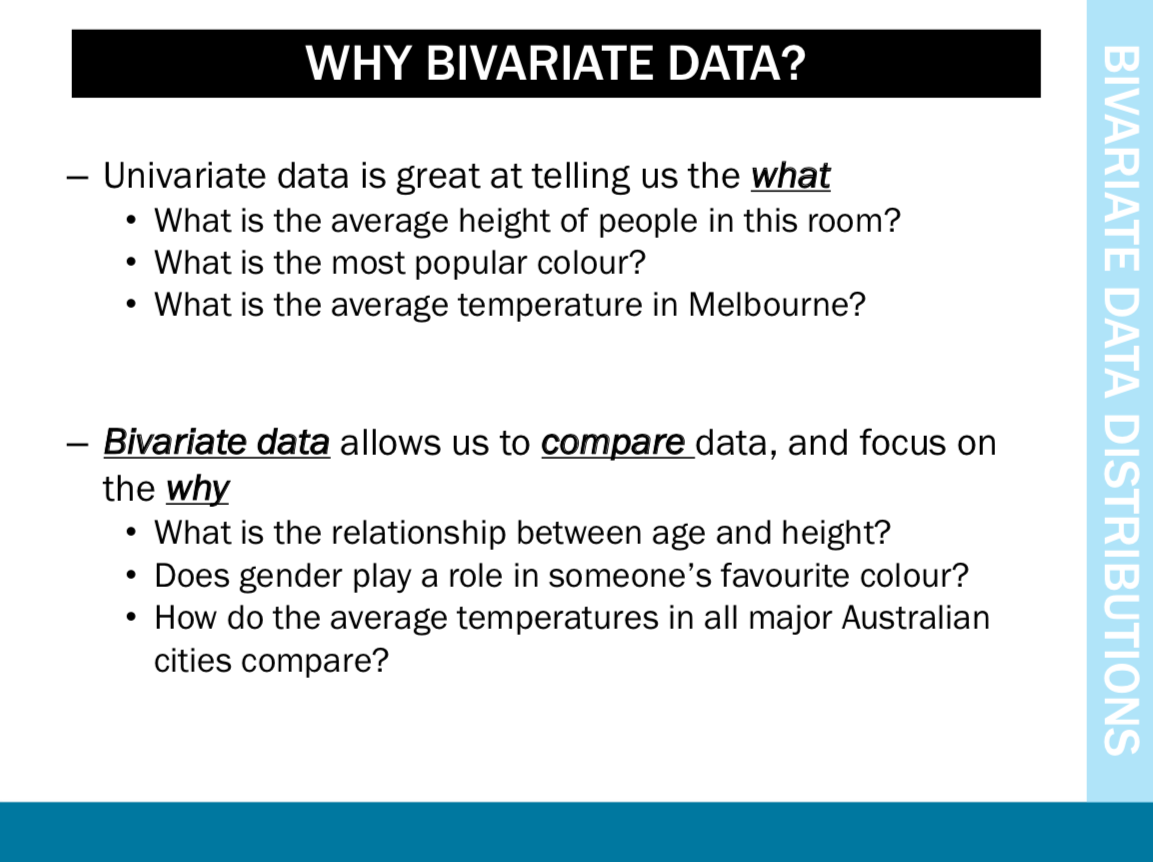 WHY BIVARIATE DATA?
– Univariate data is great at telling us the what
• What is the average height of people in this room?
• What is the most popular colour?
• What is the average temperature in Melbourne?
– Bivariate data allows us to compare data, and focus on
the why
• What is the relationship between age and height?
• Does gender play a role in someone’s favourite colour?
• How do the average temperatures in all major Australian
cities compare?
BIVARIATE DATA DISTRIBUTIONS